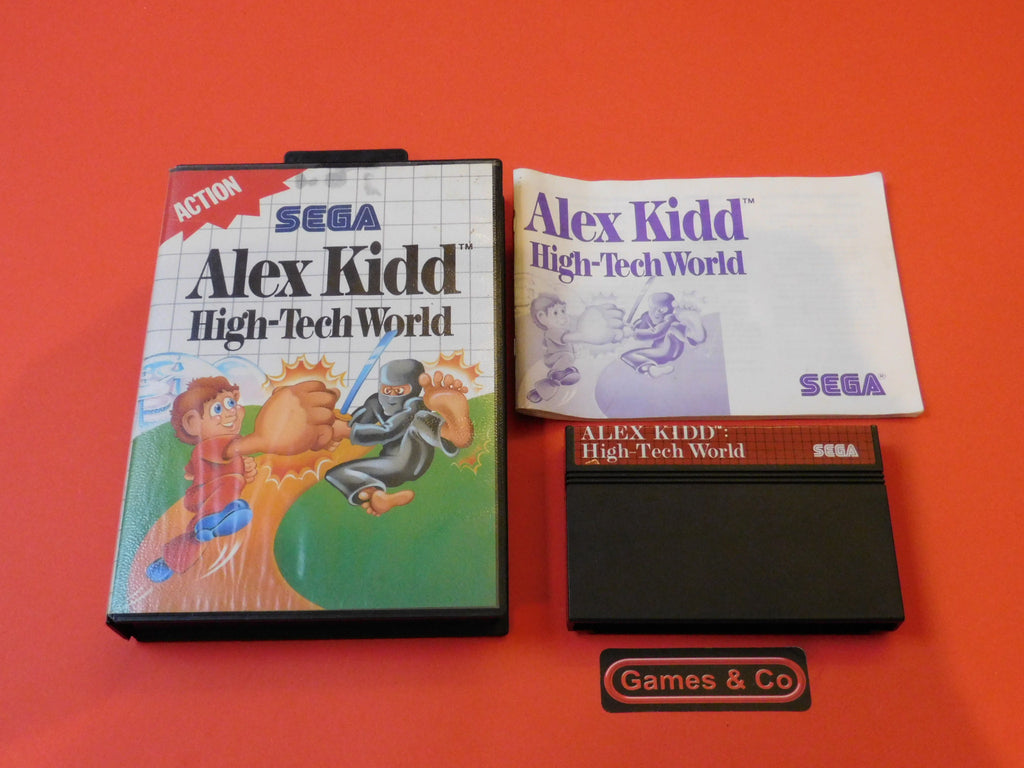 ACTION
SEGA
Alex Kidd™
High-Tech World
Alex Kidd™
High-Tech World
SEGA®
ALEX KIDD™:
High-Tech World
SEGA
Games & Co